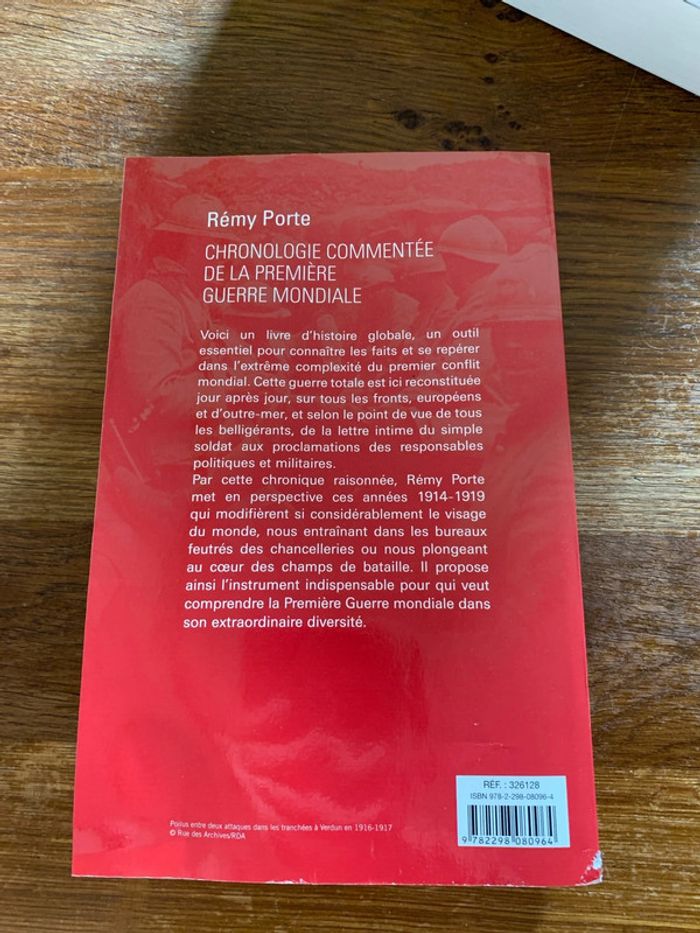 Rémy Porte
CHRONOLOGIE COMMENTÉE
DE LA PREMIÈRE
GUERRE MONDIALE
Voici un livre d'histoire globale, un outil
essentiel pour connaître les faits et se repérer
dans l'extrême complexité du premier conflit
mondial. Cette guerre totale est ici reconstituée
jour après jour, sur tous les fronts, européens
et d'outre-mer, et selon le point de vue de tous
les belligérants, de la lettre intime du simple
soldat aux proclamations des responsables
politiques et militaires.
Par cette chronique raisonnée, Rémy Porte
met en perspective ces années 1914-1919
qui modifièrent si considérablement le visage
du monde, nous entraînant dans les bureaux
feutrés des chancelleries ou nous plongeant
au cœur des champs de bataille. Il propose
ainsi l'instrument indispensable pour qui veut
comprendre la Première Guerre mondiale dans
son extraordinaire diversité.
RÉF. : 326128
ISBN 978-2-298-08096-4
9 782298 080964
Poilus entre deux attaques dans les tranchées à Verdun en 1916-1917
© Rue des Archives/RDA